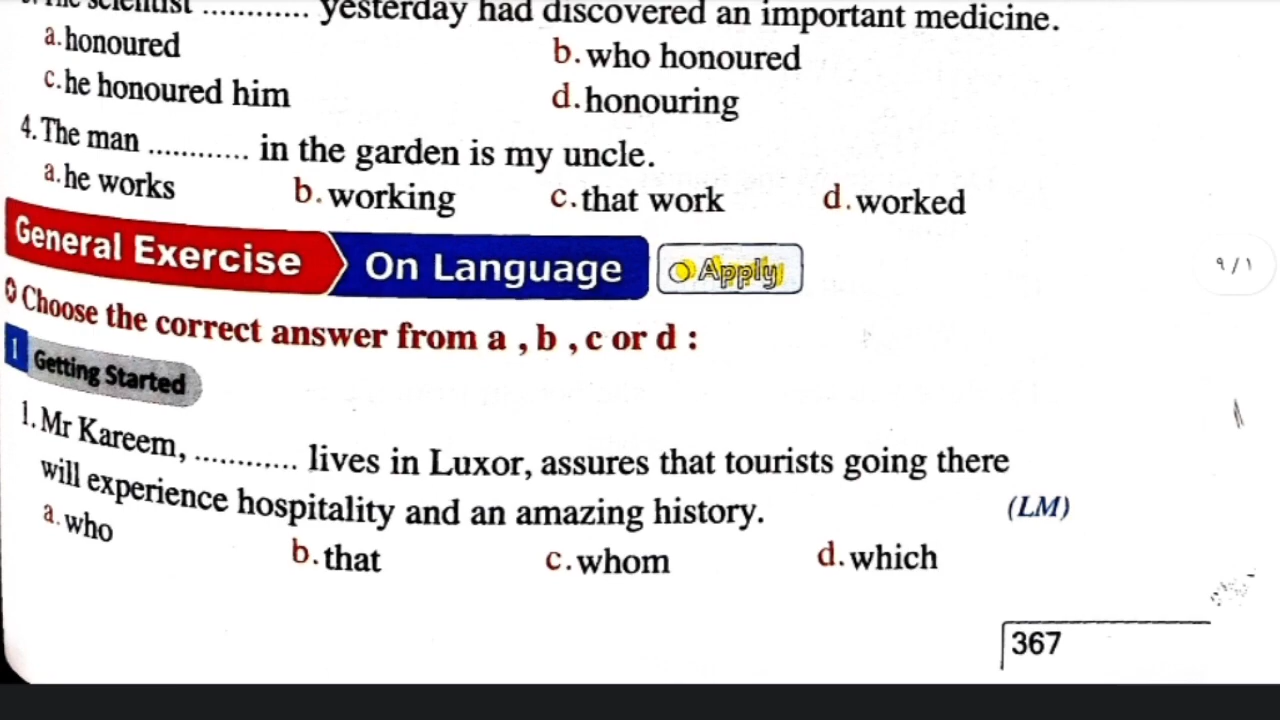 scientist ............ yesterday had discovered an important medicine.
a. honoured b. who honoured
c. he honoured him d. honouring
4. The man ............ in the garden is my uncle.
a. he works b. working c. that work d. worked
General Exercise On Language Apply
Choose the correct answer from a , b , c or d :
1 Getting Started
1. Mr Kareem, ............ lives in Luxor, assures that tourists going there
will experience hospitality and an amazing history. (LM)
a. who b. that c. whom d. which
٩/١
367